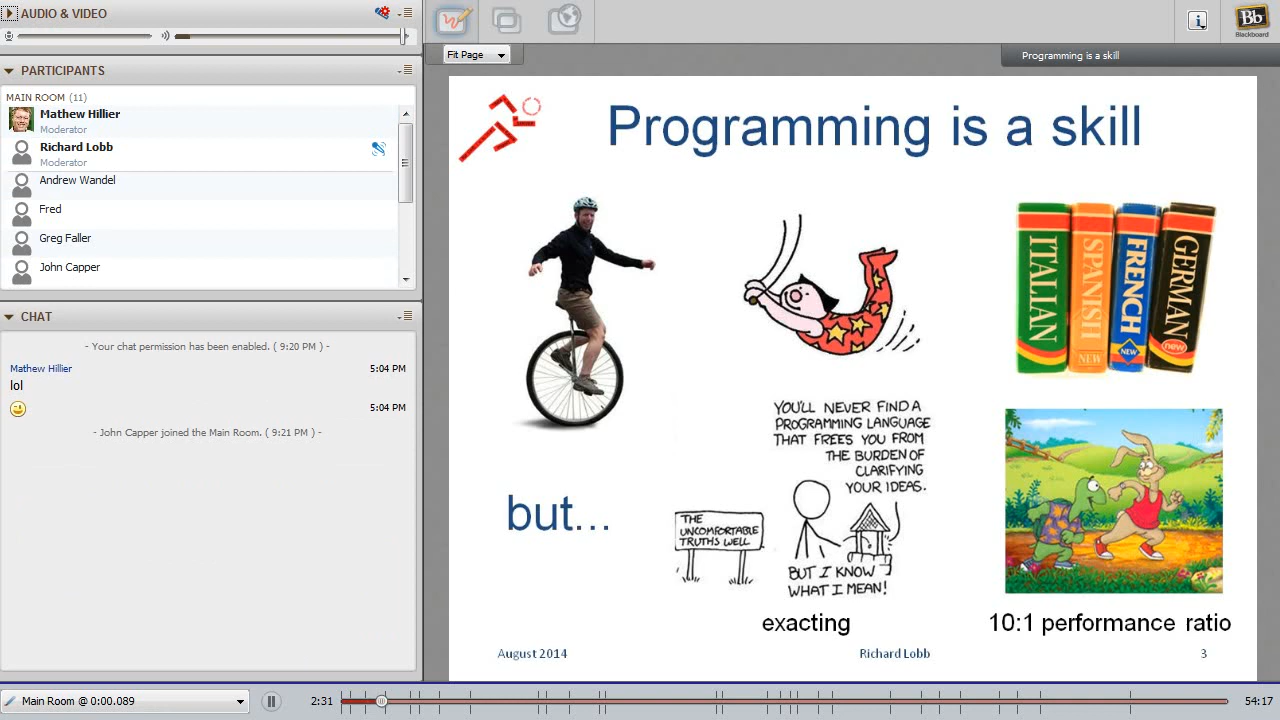 AUDIO & VIDEO
PARTICIPANTS
MAIN ROOM (11)
Mathew Hillier
Moderator
Richard Lobb
Moderator
Andrew Wandel
Fred
Greg Faller
John Capper
CHAT
- Your chat permission has been enabled. ( 9:20 PM ) -
Mathew Hillier 5:04 PM
lol
5:04 PM
- John Capper joined the Main Room. ( 9:21 PM ) -
Main Room @ 0:00.089
2:31
54:17
Fit Page
i
Bb
Blackboard
Programming is a skill
Programming is a skill
ITALIAN
SPANISH
NEW
FRENCH
NEW
GERMAN
new
but...
YOU'LL NEVER FIND A
PROGRAMMING LANGUAGE
THAT FREES YOU FROM
THE BURDEN OF
CLARIFYING
YOUR IDEAS.
THE
UNCOMFORTABLE
TRUTHS WELL
BUT I KNOW
WHAT I MEAN!
exacting
10:1 performance ratio
August 2014
Richard Lobb
3